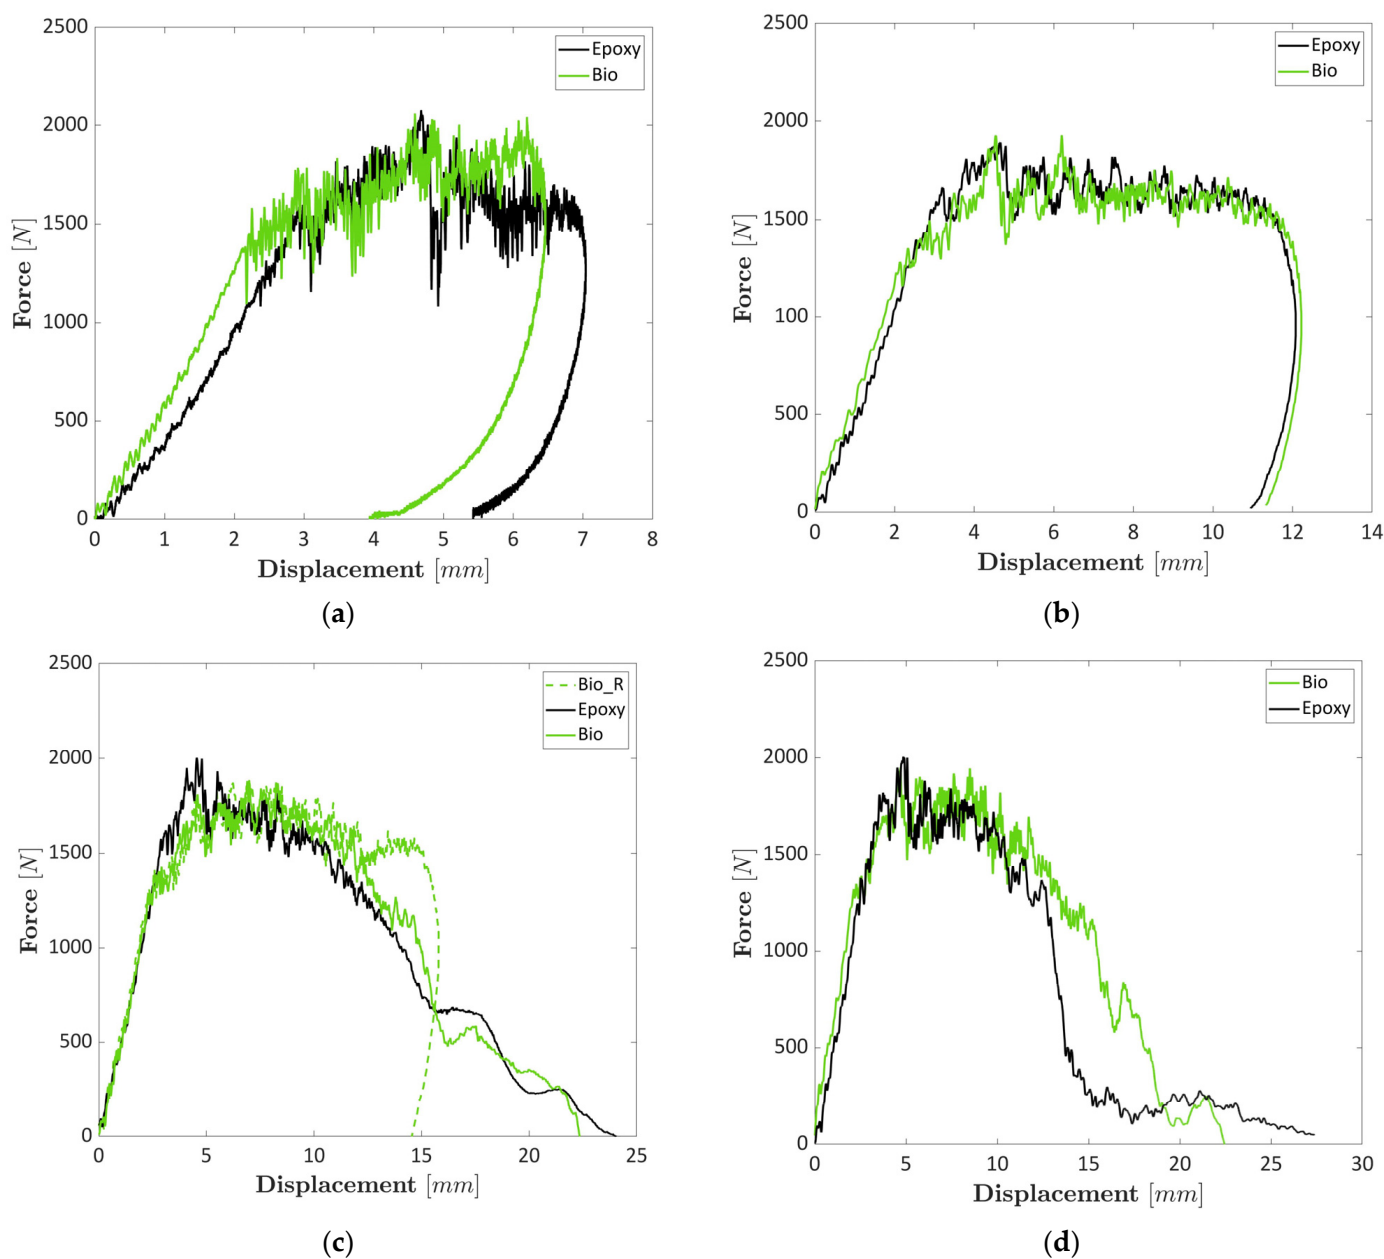 2500
2000
1500
1000
500
0
Force [N]
Epoxy
Bio
0 1 2 3 4 5 6 7 8
Displacement [mm]
(a)
2500
2000
1500
100
500
0
Force [N]
Epoxy
Bio
0 2 4 6 8 10 12 14
Displacement [mm]
(b)
2500
2000
1500
1000
500
0
Force [N]
Bio_R
Epoxy
Bio
0 5 10 15 20 25
Displacement [mm]
(c)
2500
2000
1500
1000
500
0
Force [N]
Bio
Epoxy
0 5 10 15 20 25 30
Displacement [mm]
(d)